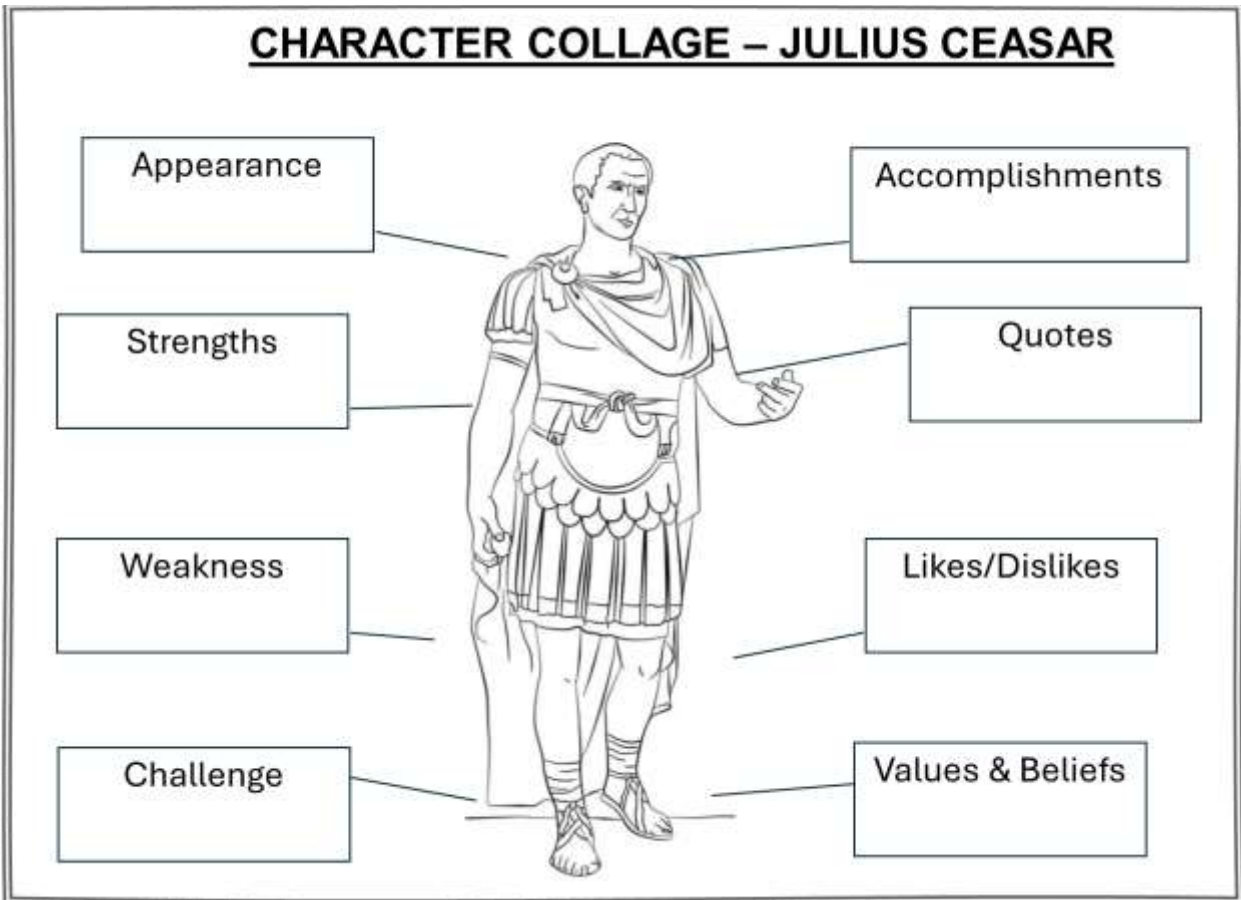 CHARACTER COLLAGE – JULIUS CEASAR
Appearance
Accomplishments
Strengths
Quotes
Weakness
Likes/Dislikes
Challenge
Values & Beliefs